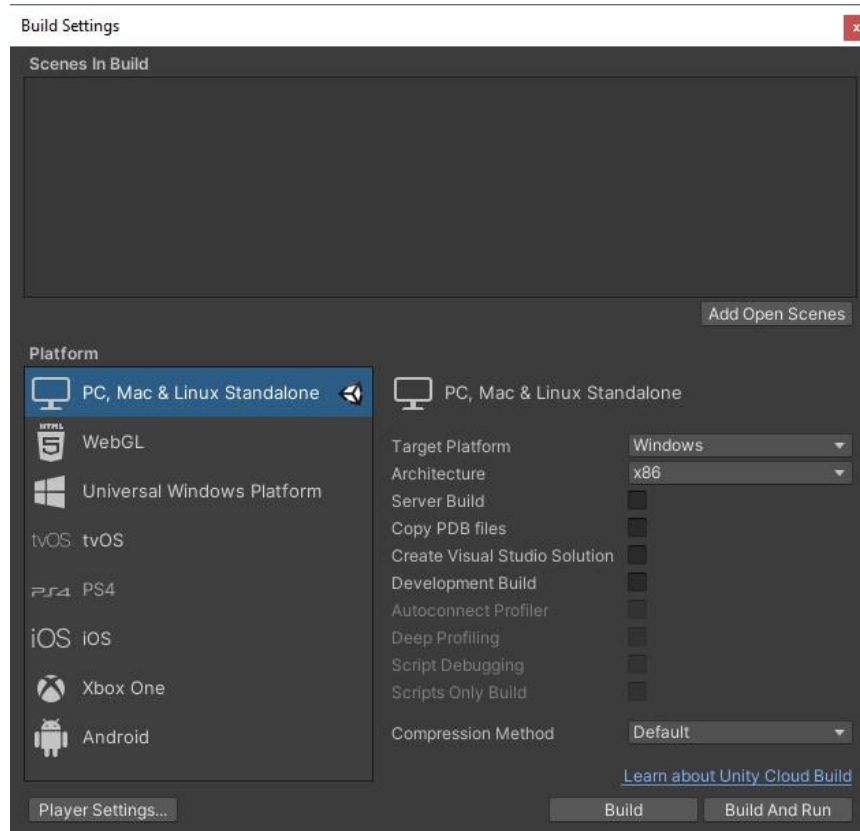 Build Settings
x
Scenes In Build
Add Open Scenes
Platform
PC, Mac & Linux Standalone
HTML 5 WebGL
Universal Windows Platform
tvOS tvOS
PS4 PS4
iOS iOS
Xbox One
Android
PC, Mac & Linux Standalone
Target Platform Windows
Architecture x86
Server Build
Copy PDB files
Create Visual Studio Solution
Development Build
Autoconnect Profiler
Deep Profiling
Script Debugging
Scripts Only Build
Compression Method Default
Learn about Unity Cloud Build
Player Settings... Build Build And Run